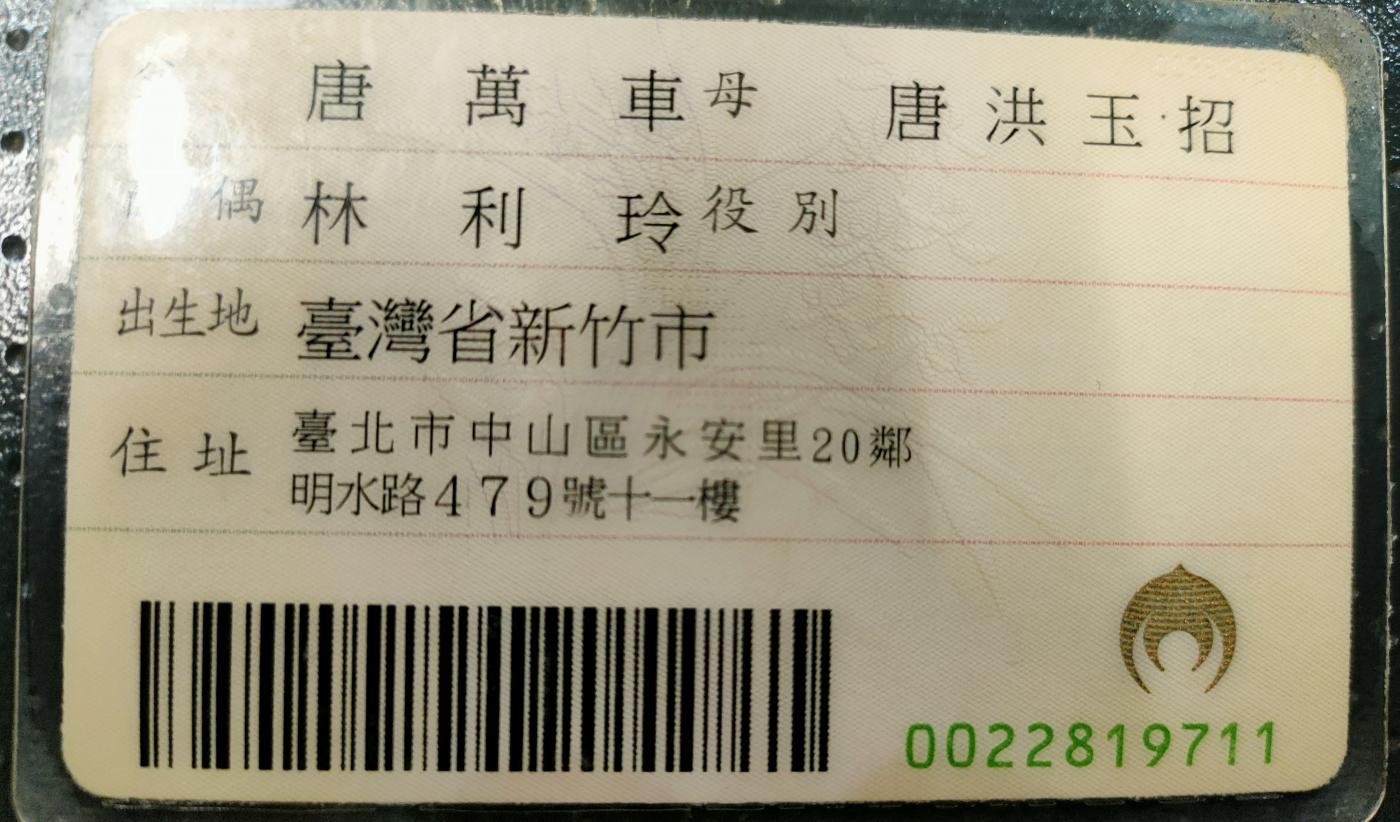 唐萬車 母 唐洪玉招
偶 林利玲 役別
出生地 臺灣省新竹市
住址 臺北市中山區永安里20鄰
明水路479號十一樓
0022819711